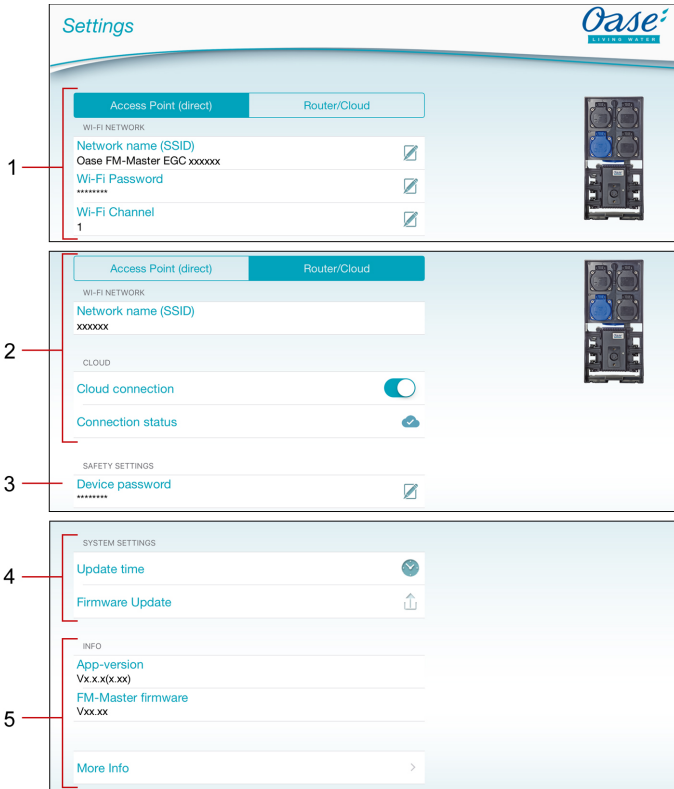 Settings
Oase
LIVING WATER
1
Access Point (direct) Router/Cloud
WI-FI NETWORK
Network name (SSID)
Oase FM-Master EGC xxxxxx
Wi-Fi Password
********
Wi-Fi Channel
1
2
Access Point (direct) Router/Cloud
WI-FI NETWORK
Network name (SSID)
xxxxxx
CLOUD
Cloud connection
Connection status
3
SAFETY SETTINGS
Device password
********
4
SYSTEM SETTINGS
Update time
Firmware Update
5
INFO
App-version
Vx.x.x(x.xx)
FM-Master firmware
Vxx.xx
More Info